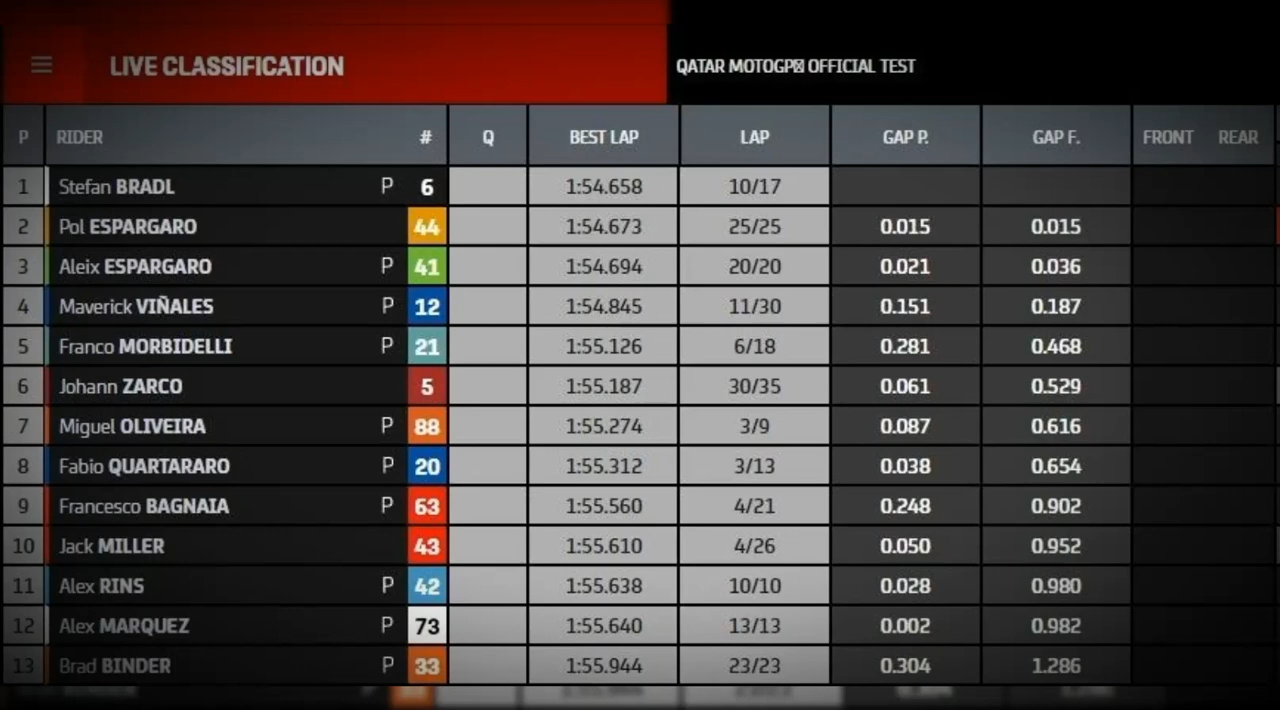 LIVE CLASSIFICATION
QATAR MOTOGP☒ OFFICIAL TEST
P RIDER # Q BEST LAP LAP GAP P. GAP F. FRONT REAR
1 Stefan BRADL P 6 1:54.658 10/17
2 Pol ESPARGARO 44 1:54.673 25/25 0.015 0.015
3 Aleix ESPARGARO P 41 1:54.694 20/20 0.021 0.036
4 Maverick VIÑALES P 12 1:54.845 11/30 0.151 0.187
5 Franco MORBIDELLI P 21 1:55.126 6/18 0.281 0.468
6 Johann ZARCO 5 1:55.187 30/35 0.061 0.529
7 Miguel OLIVEIRA P 88 1:55.274 3/9 0.087 0.616
8 Fabio QUARTARARO P 20 1:55.312 3/13 0.038 0.654
9 Francesco BAGNAIA P 63 1:55.560 4/21 0.248 0.902
10 Jack MILLER 43 1:55.610 4/26 0.050 0.952
11 Alex RINS P 42 1:55.638 10/10 0.028 0.980
12 Alex MARQUEZ P 73 1:55.640 13/13 0.002 0.982
13 Brad BINDER P 33 1:55.944 23/23 0.304 1.286